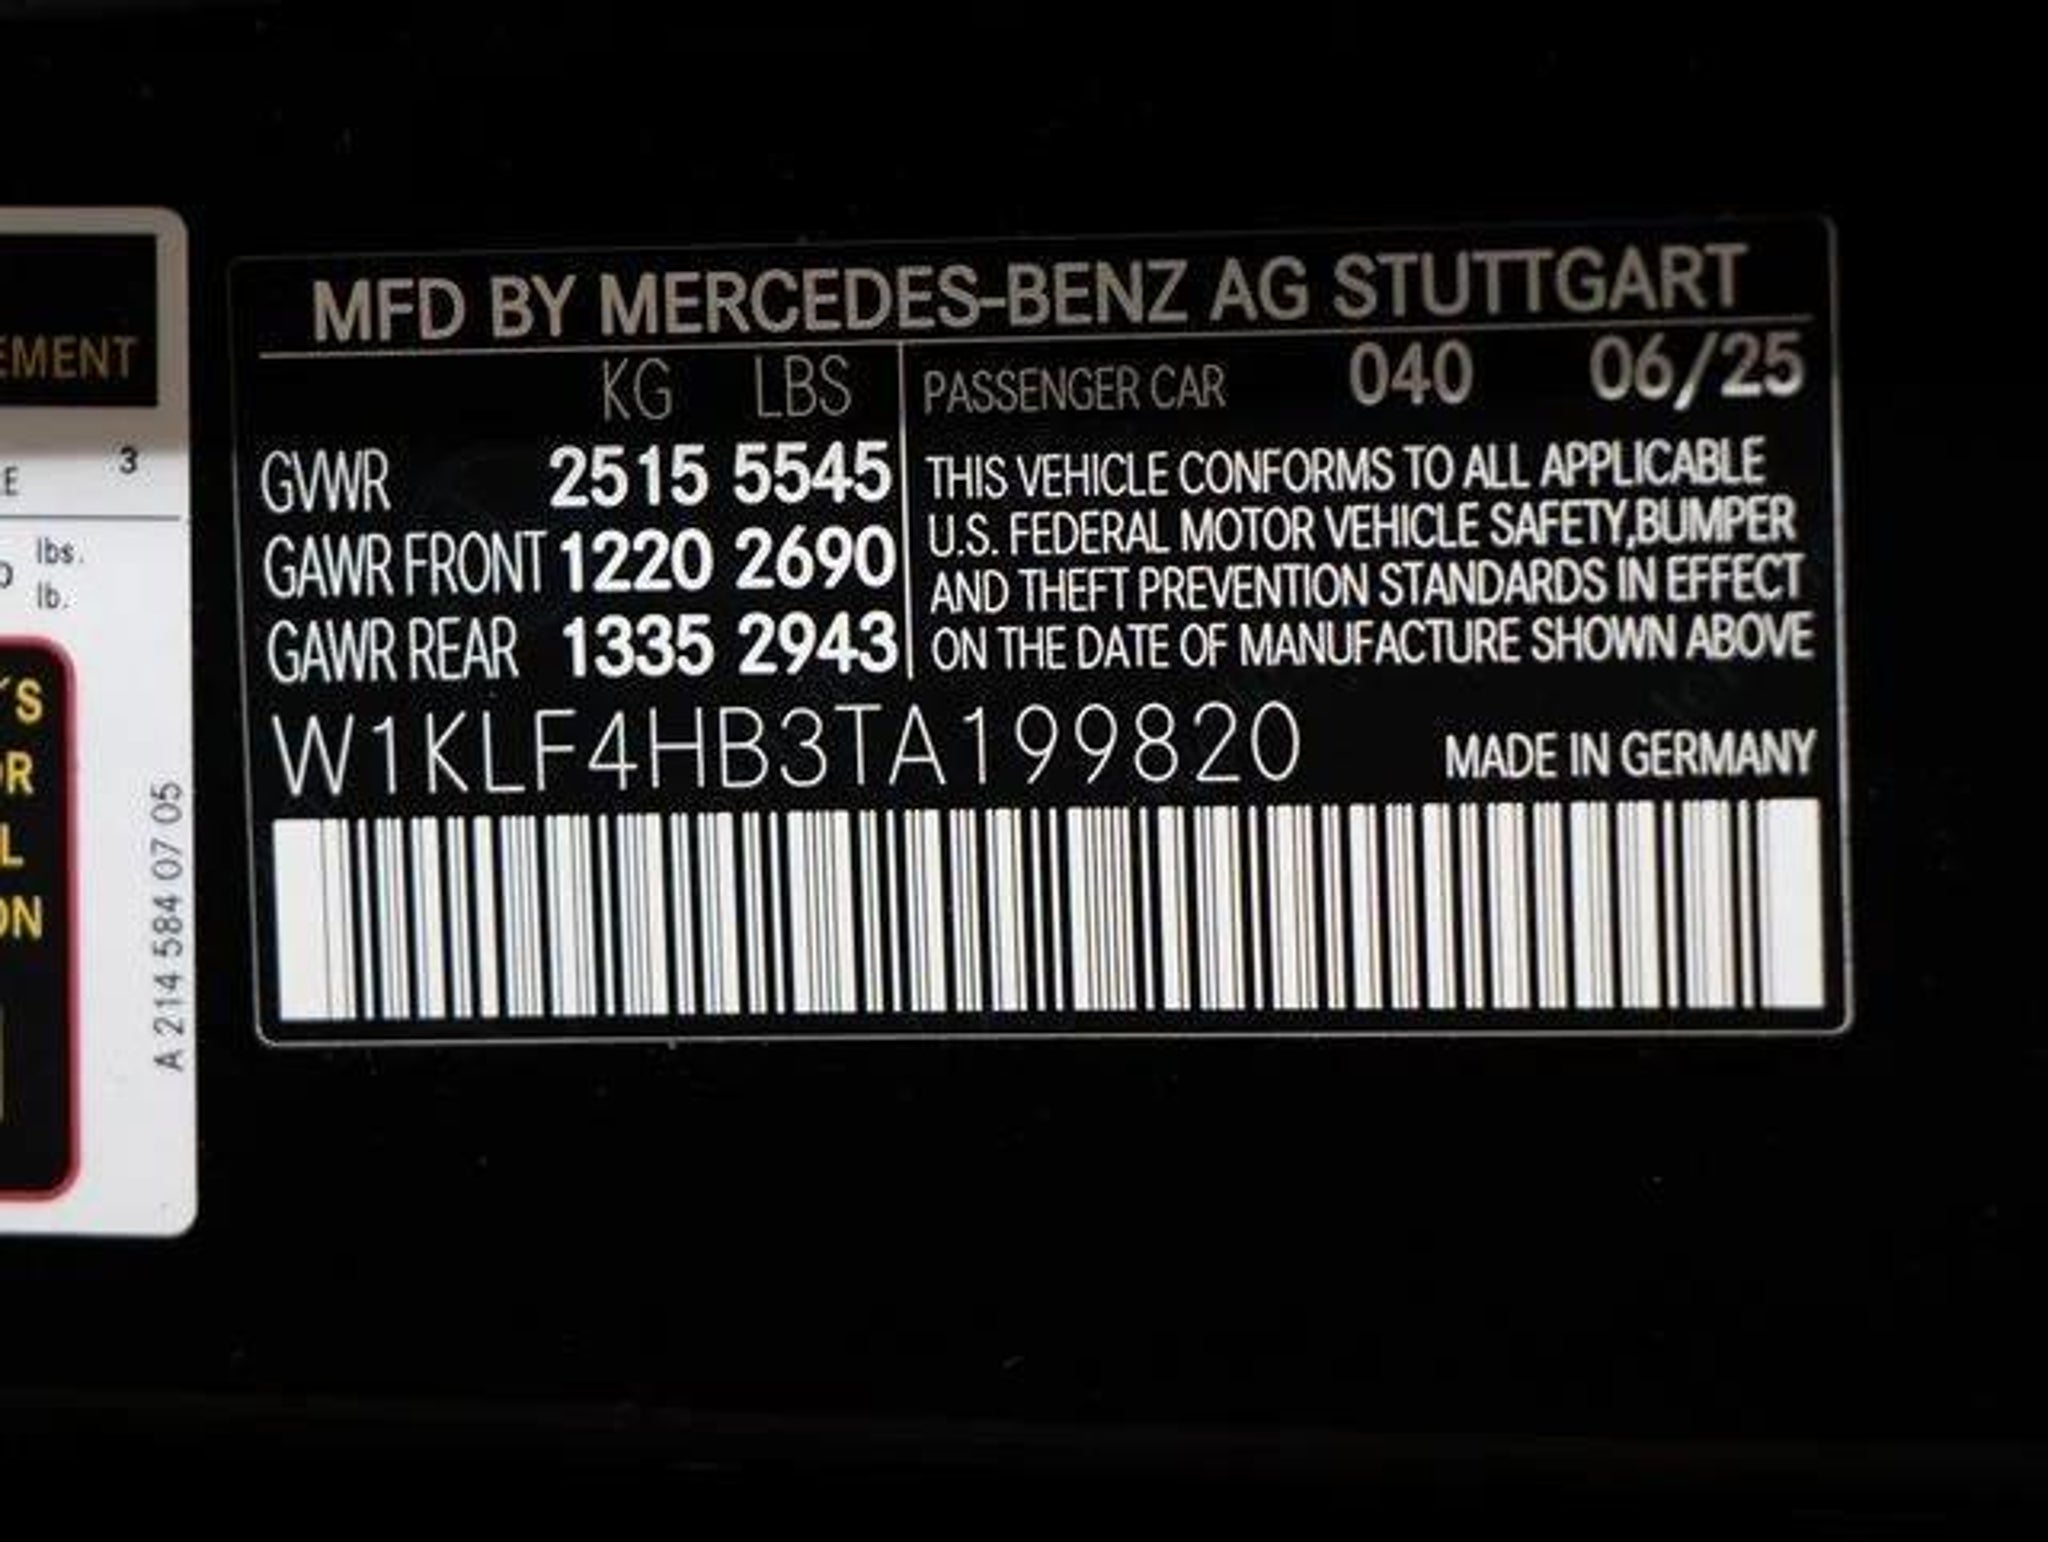 MFD BY MERCEDES-BENZ AG STUTTGART
KG LBS
GVWR 2515 5545
GAWR FRONT 1220 2690
GAWR REAR 1335 2943
PASSENGER CAR 040 06/25
THIS VEHICLE CONFORMS TO ALL APPLICABLE
U.S. FEDERAL MOTOR VEHICLE SAFETY,BUMPER
AND THEFT PREVENTION STANDARDS IN EFFECT
ON THE DATE OF MANUFACTURE SHOWN ABOVE
W1KLF4HB3TA199820
MADE IN GERMANY
EMENT
3
lbs.
lb.
´S
L
ON
A 214 584 07 05